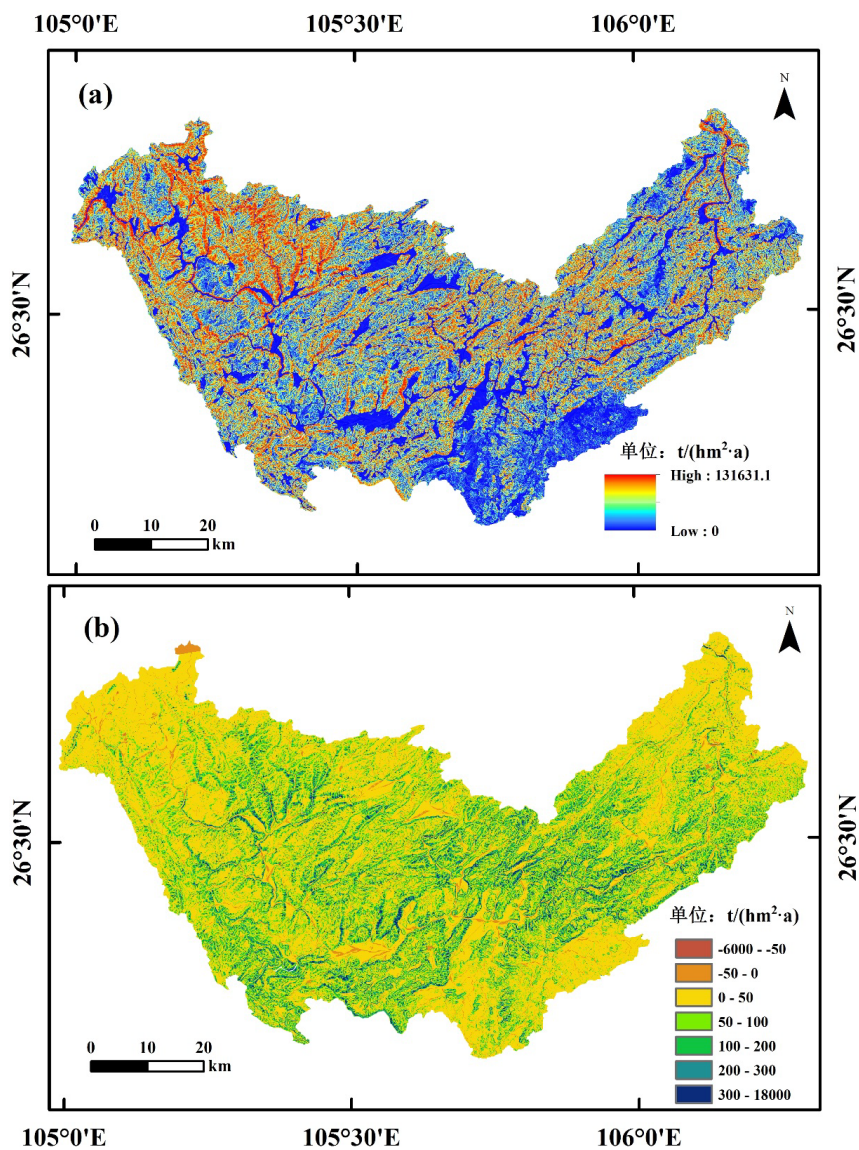 105°0'E 105°30'E 106°0'E
(a)
N
26°30'N
26°30'N
单位：t/(hm²·a)
High : 131631.1
Low : 0
0 10 20
km
(b)
N
26°30'N
26°30'N
单位：t/(hm²·a)
-6000 - -50
-50 - 0
0 - 50
50 - 100
100 - 200
200 - 300
300 - 18000
0 10 20
km
105°0'E 105°30'E 106°0'E